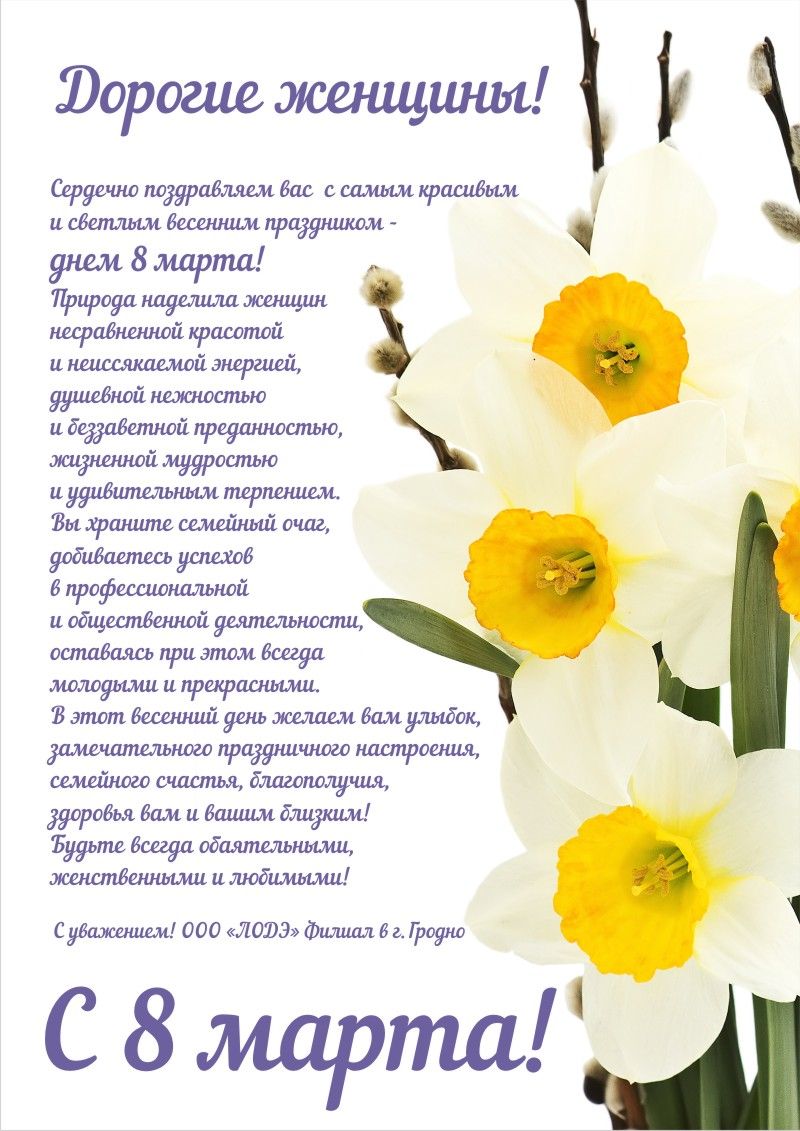 Дорогие женщины!
Сердечно поздравляем вас с самым красивым
и светлым весенним праздником -
днем 8 марта!
Природа наделила женщин
несравненной красотой
и неиссякаемой энергией,
душевной нежностью
и беззаветной преданностью,
жизненной мудростью
и удивительным терпением.
Вы храните семейный очаг,
добиваетесь успехов
в профессиональной
и общественной деятельности,
оставаясь при этом всегда
молодыми и прекрасными.
В этот весенний день желаем вам улыбок,
замечательного праздничного настроения,
семейного счастья, благополучия,
здоровья вам и вашим близким!
Будьте всегда обаятельными,
женственными и любимыми!
С уважением! ООО «ЛОДЭ» Филиал в г. Гродно
С 8 марта!